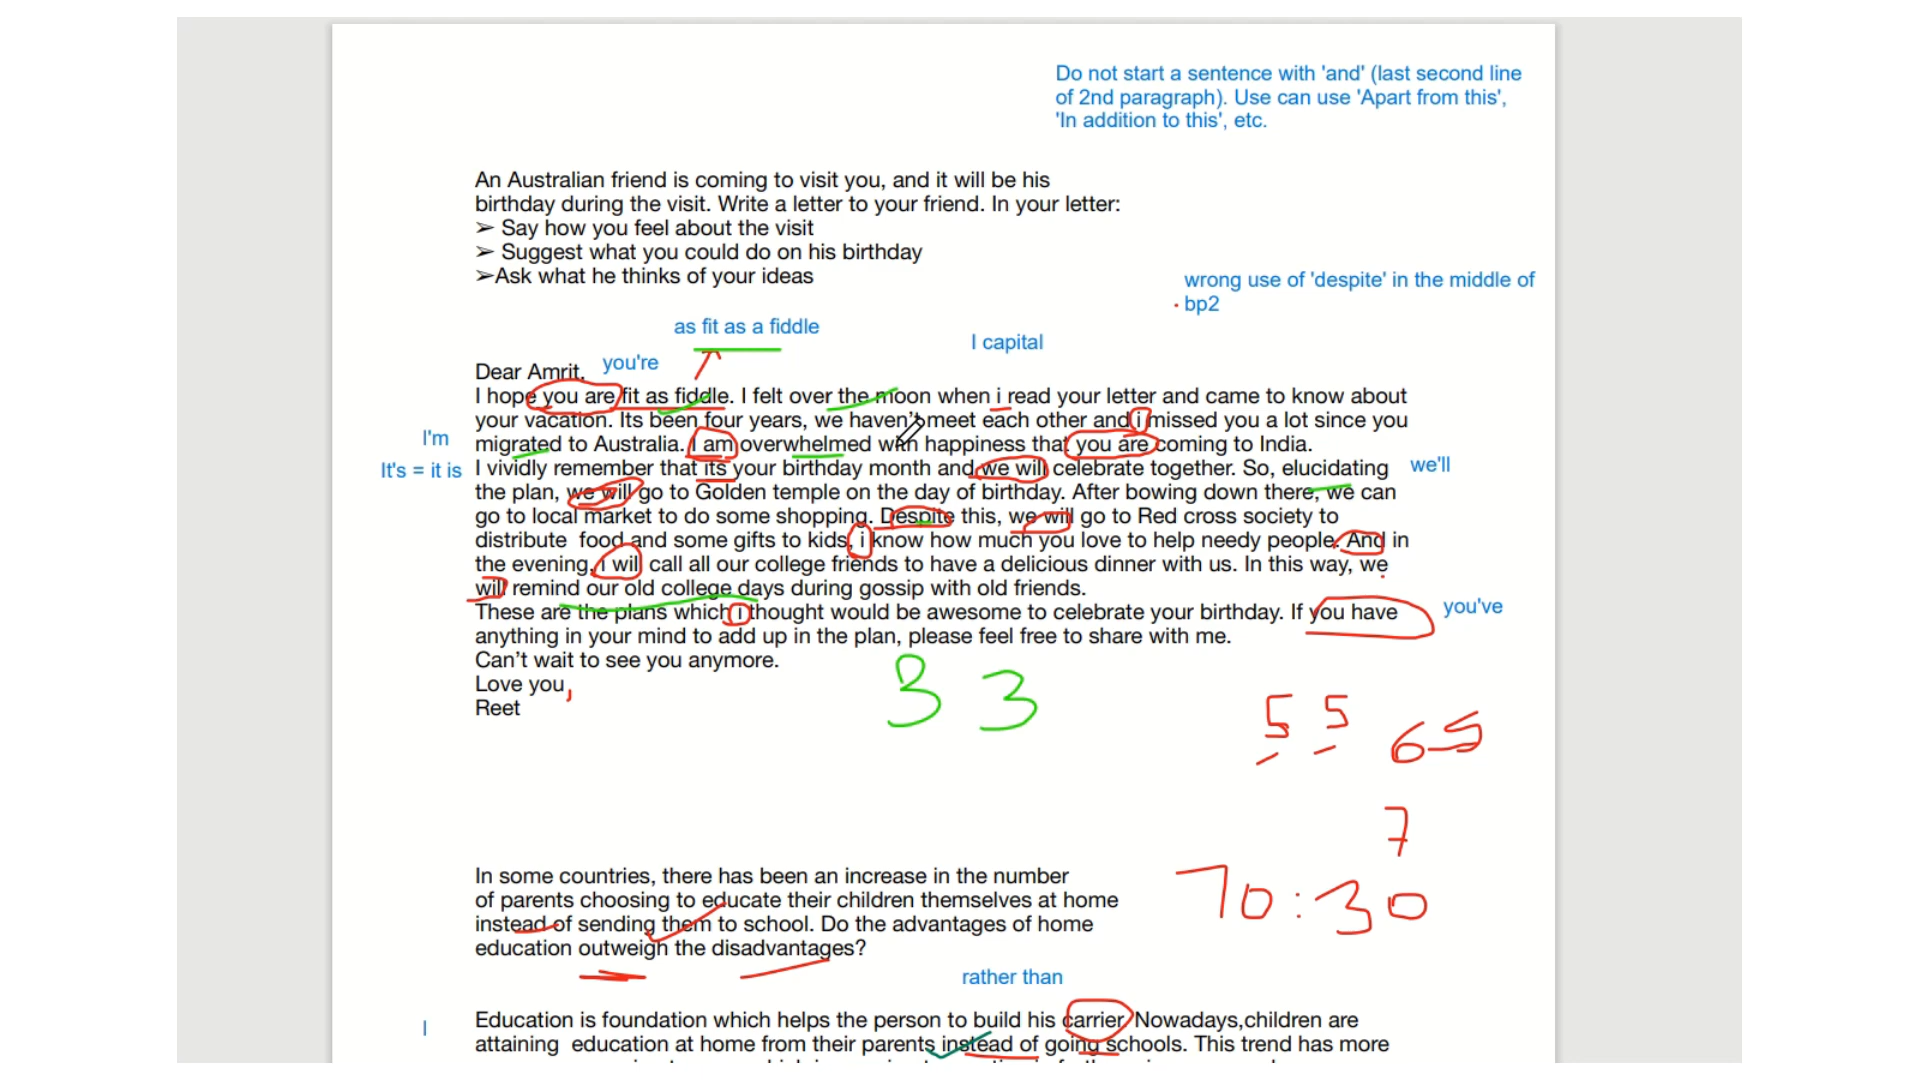 Do not start a sentence with 'and' (last second line
of 2nd paragraph). Use can use 'Apart from this',
'In addition to this', etc.
An Australian friend is coming to visit you, and it will be his
birthday during the visit. Write a letter to your friend. In your letter:
➢ Say how you feel about the visit
➢ Suggest what you could do on his birthday
➢Ask what he thinks of your ideas
wrong use of 'despite' in the middle of
bp2
as fit as a fiddle
I capital
you're
Dear Amrit,
I hope you are fit as fiddle. I felt over the moon when i read your letter and came to know about
your vacation. Its been four years, we haven't meet each other and i missed you a lot since you
I'm
migrated to Australia. I am overwhelmed with happiness that you are coming to India.
It's = it is
I vividly remember that its your birthday month and we will celebrate together. So, elucidating
we'll
the plan, we will go to Golden temple on the day of birthday. After bowing down there, we can
go to local market to do some shopping. Despite this, we will go to Red cross society to
distribute food and some gifts to kids, i know how much you love to help needy people. And in
the evening, i will call all our college friends to have a delicious dinner with us. In this way, we
will remind our old college days during gossip with old friends.
These are the plans which i thought would be awesome to celebrate your birthday. If you have
you've
anything in your mind to add up in the plan, please feel free to share with me.
Can't wait to see you anymore.
Love you,
Reet
3 3
5 5 6.5
7
70:30
In some countries, there has been an increase in the number
of parents choosing to educate their children themselves at home
instead of sending them to school. Do the advantages of home
education outweigh the disadvantages?
rather than
I
Education is foundation which helps the person to build his carrier. Nowadays,children are
attaining education at home from their parents instead of going schools. This trend has more